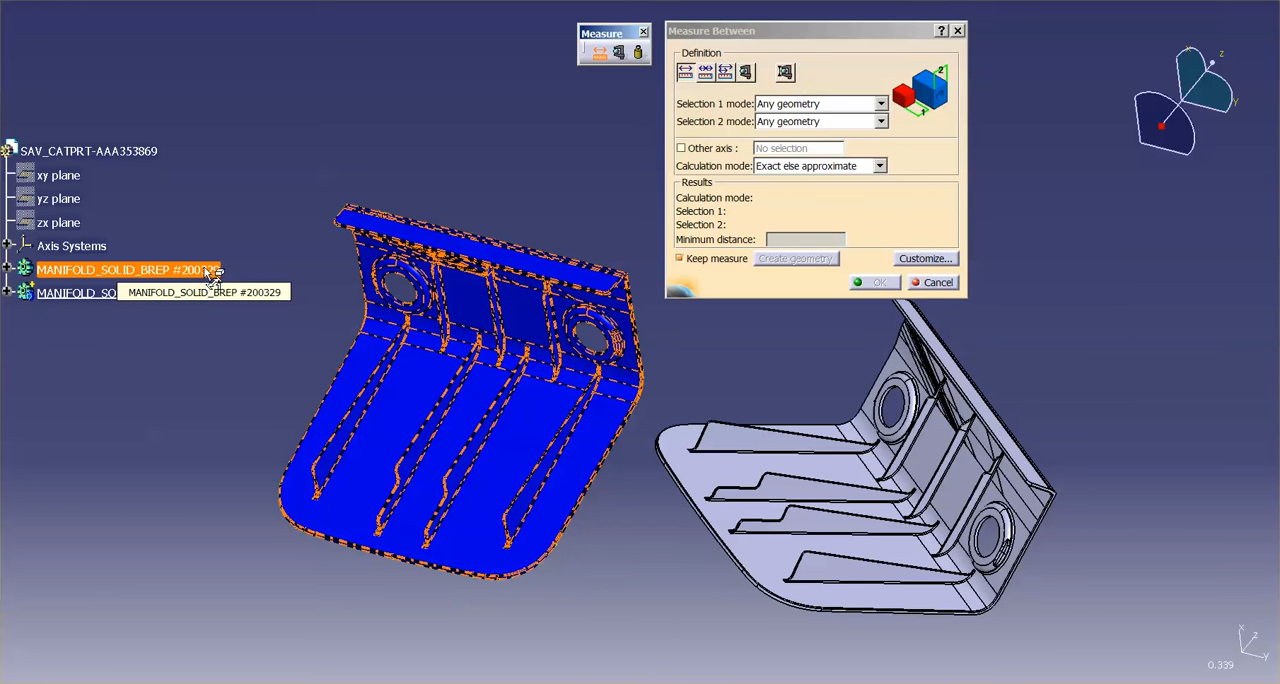 Measure
Measure Between
Definition
Selection 1 mode: Any geometry
Selection 2 mode: Any geometry
Other axis : No selection
Calculation mode: Exact else approximate
Results
Calculation mode:
Selection 1:
Selection 2:
Minimum distance:
Keep measure Create geometry Customize...
OK Cancel
SAV_CATPRT-AAA353869
xy plane
yz plane
zx plane
Axis Systems
MANIFOLD_SOLID_BREP
MANIFOLD_SO
MANIFOLD_SOLID_BREP #200329
2
1
x
z
y
x
z
y
0.339